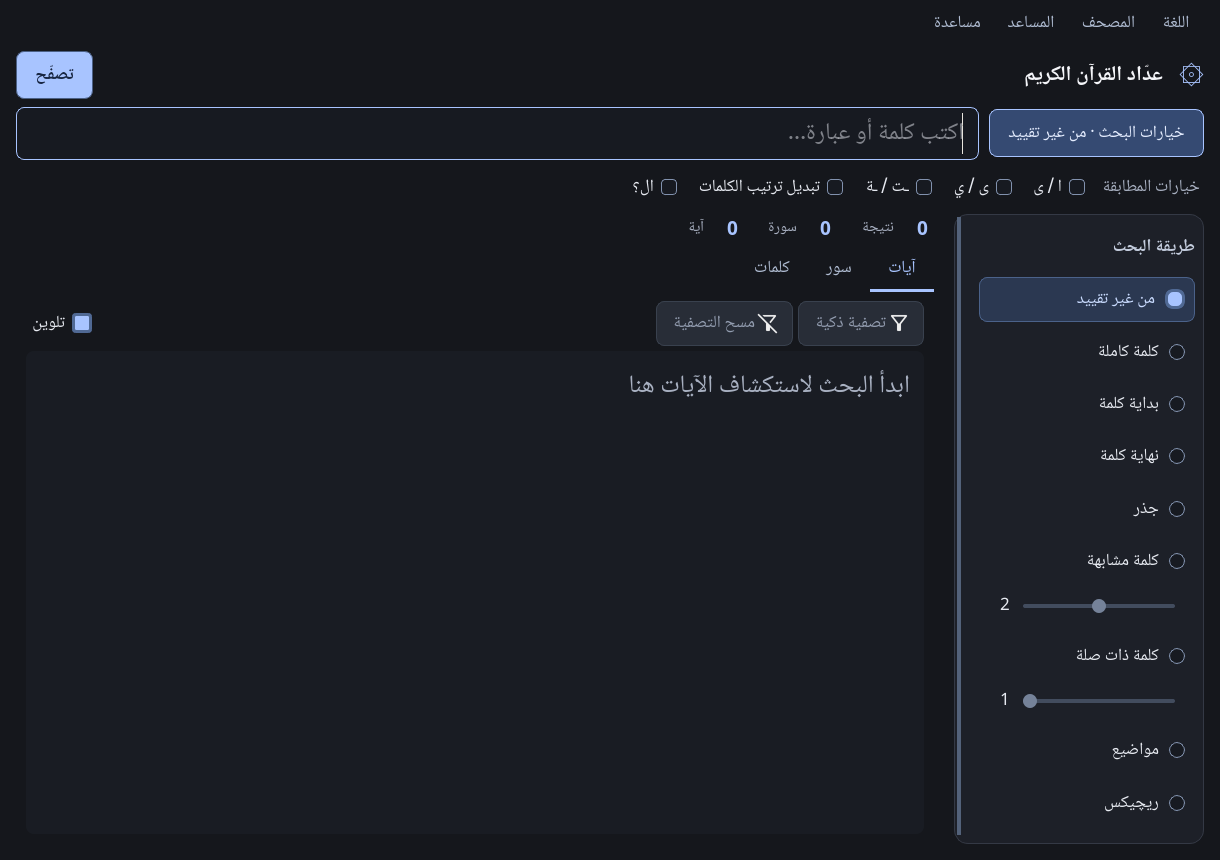 اللغة المصحف المساعد مساعدة
عدّاد القرآن الكريم
تصفّح
خيارات البحث · من غير تقييد
اكتب كلمة أو عبارة...
خيارات المطابقة ا / ى ى / ي ـت / ـة تبديل ترتيب الكلمات ال؟
طريقة البحث
من غير تقييد
كلمة كاملة
بداية كلمة
نهاية كلمة
جذر
كلمة مشابهة
2
كلمة ذات صلة
1
مواضيع
ريچيكس
0 نتيجة 0 سورة 0 آية
آيات سور كلمات
تصفية ذكية مسح التصفية تلوين
ابدأ البحث لاستكشاف الآيات هنا